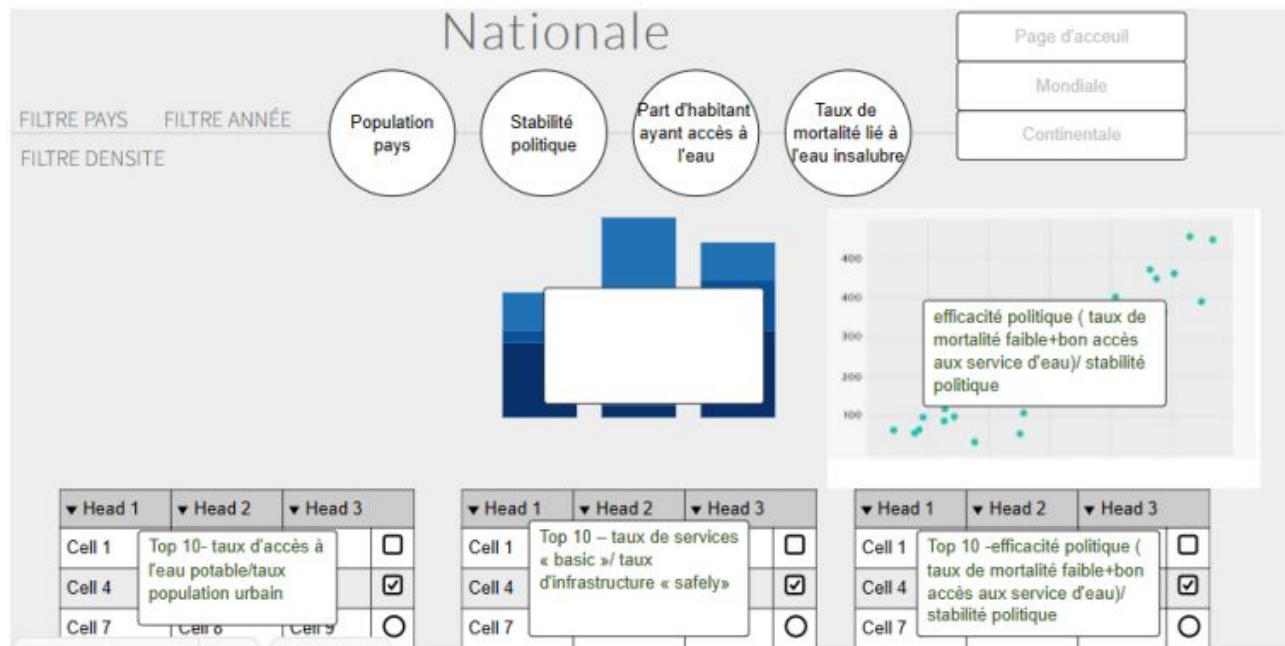 Nationale
Page d'acceuil
Mondiale
Continentale
FILTRE PAYS
FILTRE ANNÉE
FILTRE DENSITE
Population
pays
Stabilité
politique
Part d'habitant
ayant accès à
l'eau
Taux de
mortalité lié à
l'eau insalubre
400
400
300
200
100
efficacité politique ( taux de
mortalité faible+bon accès
aux service d'eau)/ stabilité
politique
▼ Head 1 ▼ Head 2 ▼ Head 3
Cell 1
Cell 4
Cell 7 Cell 8 Cell 9
Top 10- taux d'accès à
l'eau potable/taux
population urbain
▼ Head 1 ▼ Head 2 ▼ Head 3
Cell 1
Cell 4
Cell 7
Top 10 – taux de services
« basic »/ taux
d'infrastructure « safely»
▼ Head 1 ▼ Head 2 ▼ Head 3
Cell 1
Cell 4
Cell 7
Top 10 -efficacité politique (
taux de mortalité faible+bon
accès aux service d'eau)/
stabilité politique